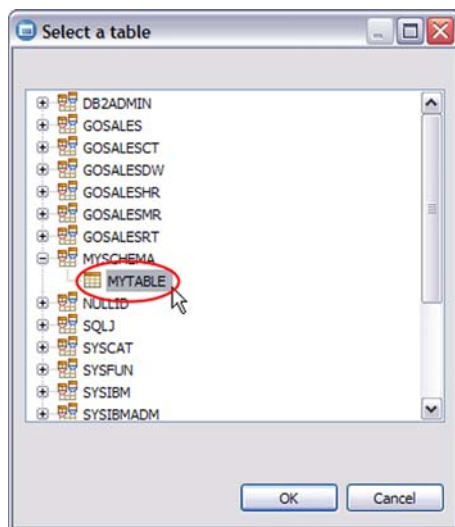 Select a table
DB2ADMIN
GOSALES
GOSALESCT
GOSALESDW
GOSALESHR
GOSALESMR
GOSALESRT
MYSCHEMA
MYTABLE
NULLID
SQLJ
SYSCAT
SYSFUN
SYSIBM
SYSIBMADM
OK Cancel